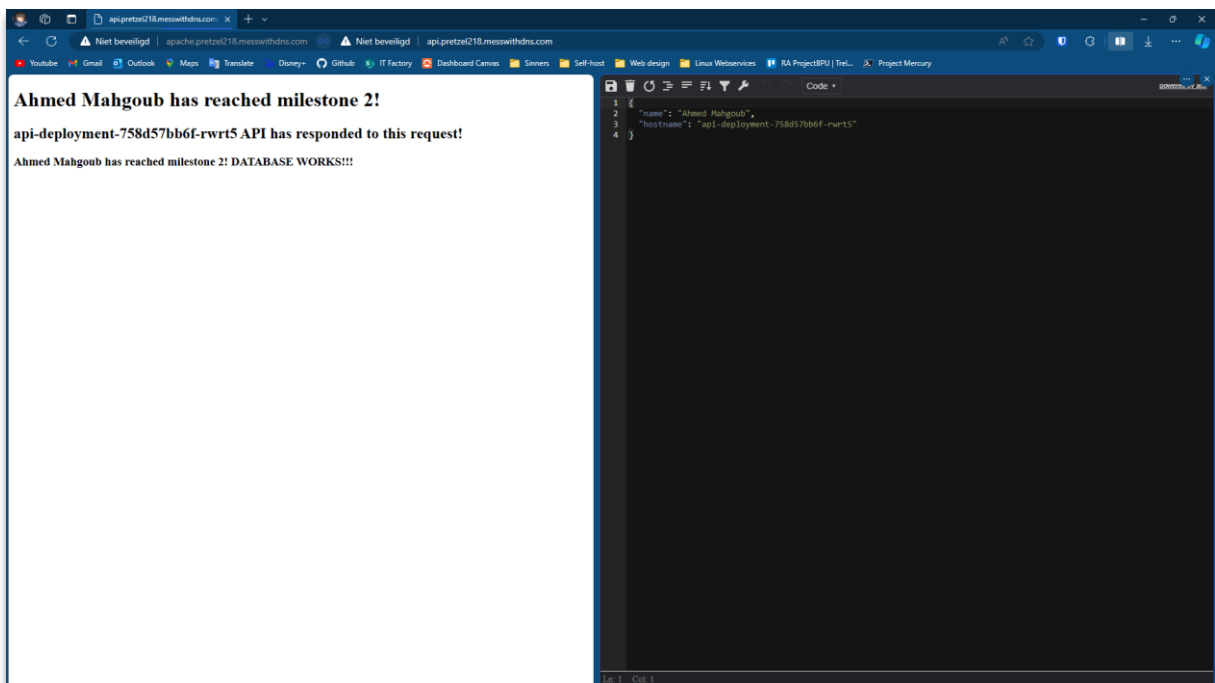 api.pretzel218.messwithdns.com
Niet beveiligd | apache.pretzel218.messwithdns.com
Niet beveiligd | api.pretzel218.messwithdns.com
Youtube Gmail Outlook Maps Translate Disney+ Github IT Factory Dashboard Canvas Sinners Self-host Web design Linux Webservices RA ProjectBPU | Trel... Project Mercury
Ahmed Mahgoub has reached milestone 2!
api-deployment-758d57bb6f-rwrt5 API has responded to this request!
Ahmed Mahgoub has reached milestone 2! DATABASE WORKS!!!
Code
powered by
1 {
2 "name": "Ahmed Mahgoub",
3 "hostname": "api-deployment-758d57bb6f-rwrt5"
4 }
Ln: 1 Col: 1